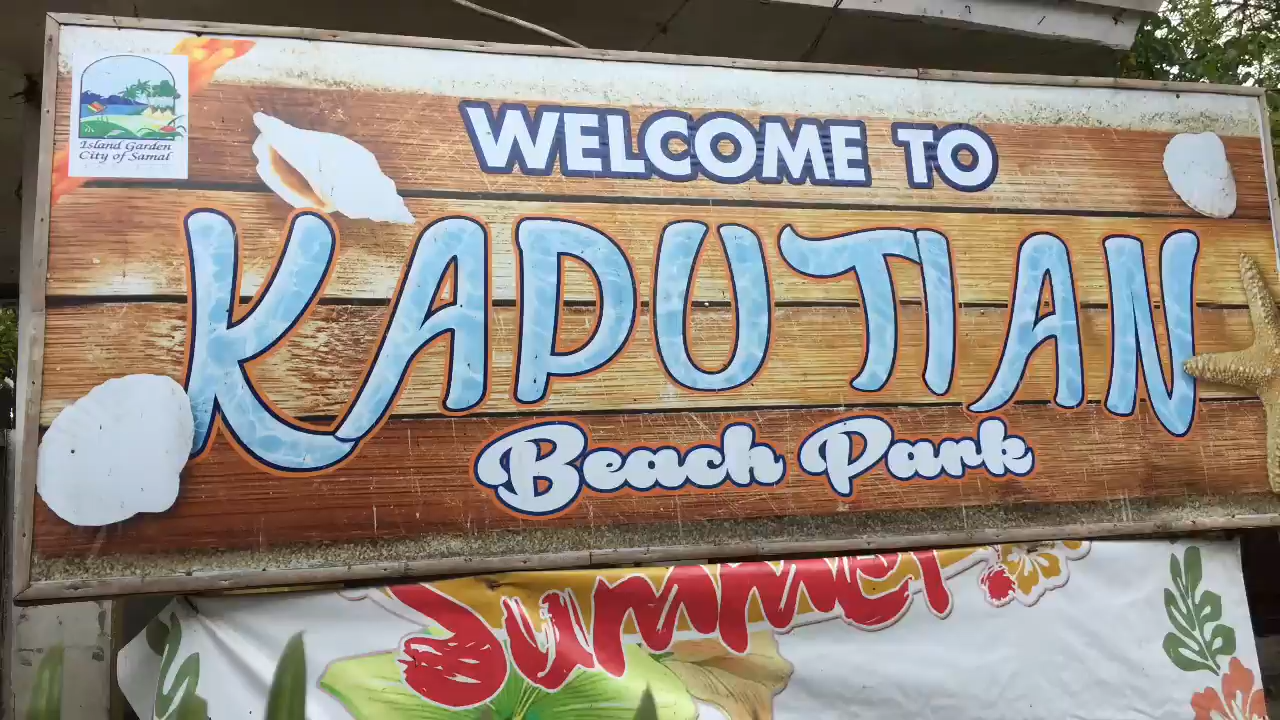 Island Garden
City of Samal
WELCOME TO
KAPUTIAN
Beach Park
Summer